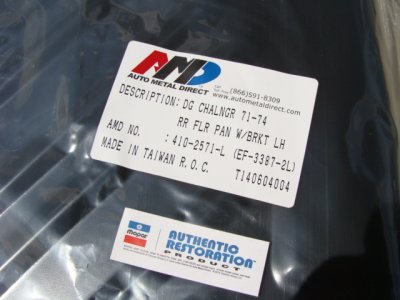 AMD
AUTO METAL DIRECT
(866)591-8309
www.autometaldirect.com
DESCRIPTION: DG CHALNGR 71-74
RR FLR PAN W/BRKT LH
AMD NO. : 410-2571-L (EF-3387-2L)
MADE IN TAIWAN R.O.C. T140604004
mopar
AUTHENTIC
RESTORATION
PRODUCT